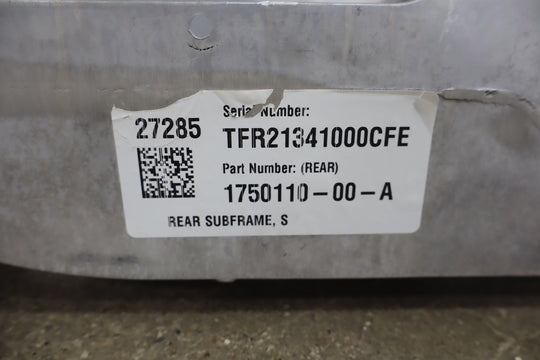 27285
Serial Number:
TFR21341000CFE
Part Number: (REAR)
1750110-00-A
REAR SUBFRAME, S